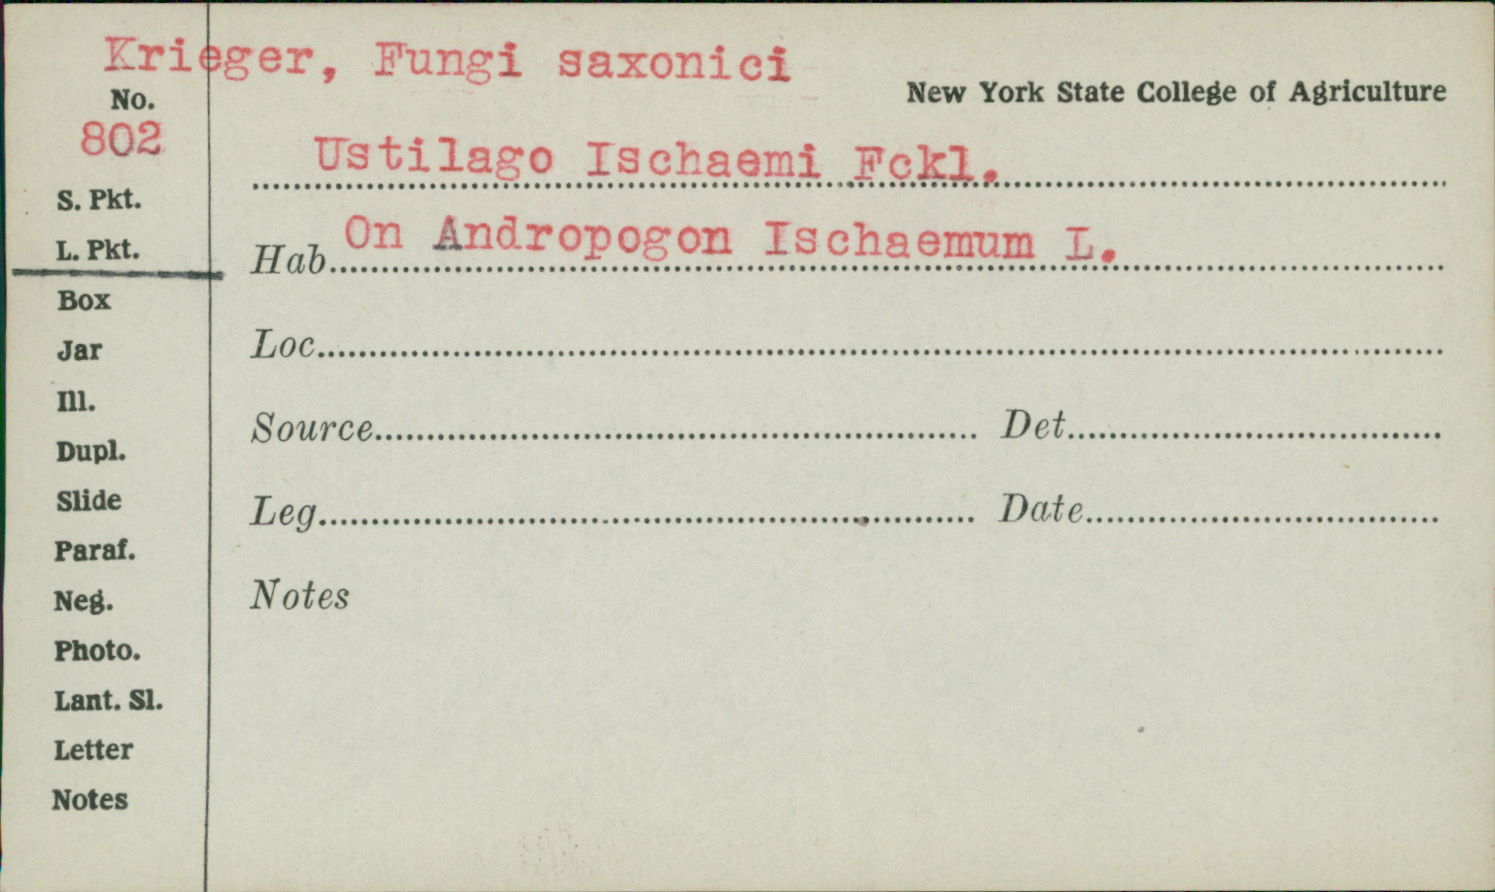 Krieger, Fungi saxonici
New York State College of Agriculture
No.
802
Ustilago Ischaemi Fckl.
S. Pkt.
L. Pkt.
Hab. On Andropogon Ischaemum L.
Box
Jar
Loc.
Ill.
Source
Det.
Dupl.
Slide
Leg.
Date
Paraf.
Neg.
Notes
Photo.
Lant. Sl.
Letter
Notes